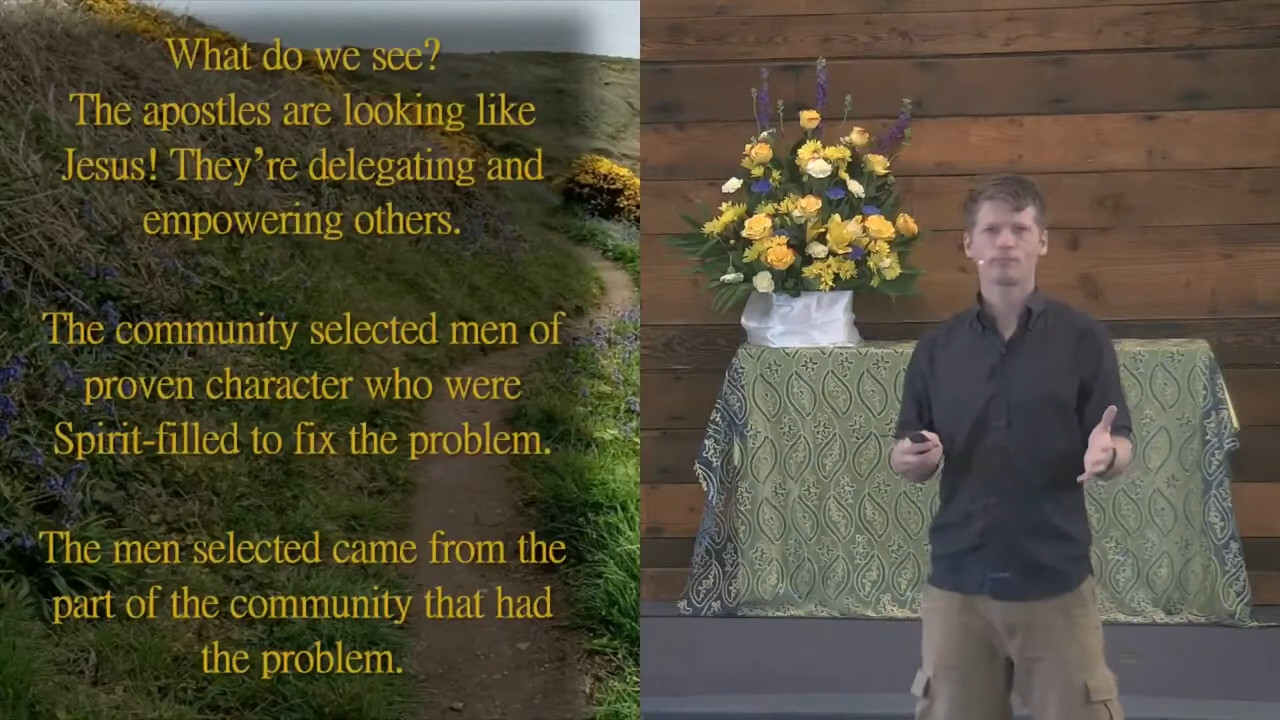 What do we see?
The apostles are looking like
Jesus! They’re delegating and
empowering others.
The community selected men of
proven character who were
Spirit-filled to fix the problem.
The men selected came from the
part of the community that had
the problem.